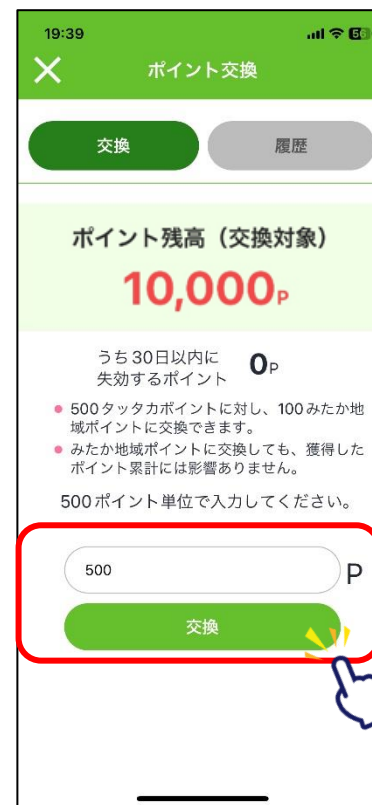 19:39
ポイント交換
交換
履歴
ポイント残高（交換対象）
10,000P
うち30日以内に
失効するポイント
0P
500タッタカポイントに対し、100みたか地
域ポイントに交換できます。
みたか地域ポイントに交換しても、獲得した
ポイント累計には影響ありません。
500ポイント単位で入力してください。
500
P
交換